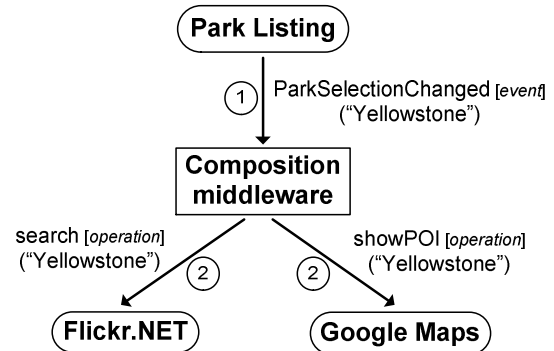 Park Listing
1
ParkSelectionChanged [event]
(“Yellowstone”)
Composition
middleware
search [operation]
(“Yellowstone”)
2
2
showPOI [operation]
(“Yellowstone”)
Flickr.NET
Google Maps